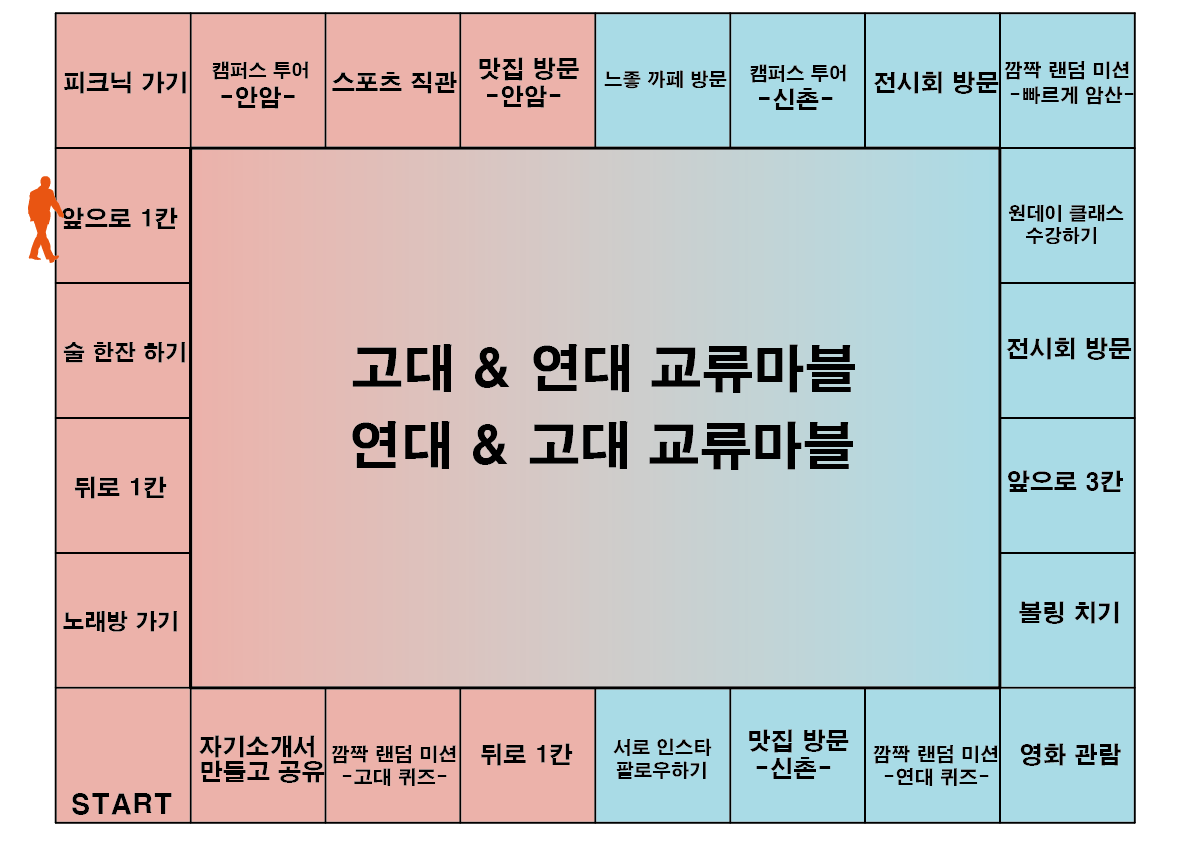 피크닉 가기
캠퍼스 투어
-안암-
스포츠 직관
맛집 방문
-안암-
느좋 까페 방문
캠퍼스 투어
-신촌-
전시회 방문
깜짝 랜덤 미션
-빠르게 암산-
앞으로 1칸
원데이 클래스
수강하기
술 한잔 하기
전시회 방문
고대 & 연대 교류마블
연대 & 고대 교류마블
뒤로 1칸
앞으로 3칸
노래방 가기
볼링 치기
START
자기소개서
만들고 공유
깜짝 랜덤 미션
-고대 퀴즈-
뒤로 1칸
서로 인스타
팔로우하기
맛집 방문
-신촌-
깜짝 랜덤 미션
-연대 퀴즈-
영화 관람